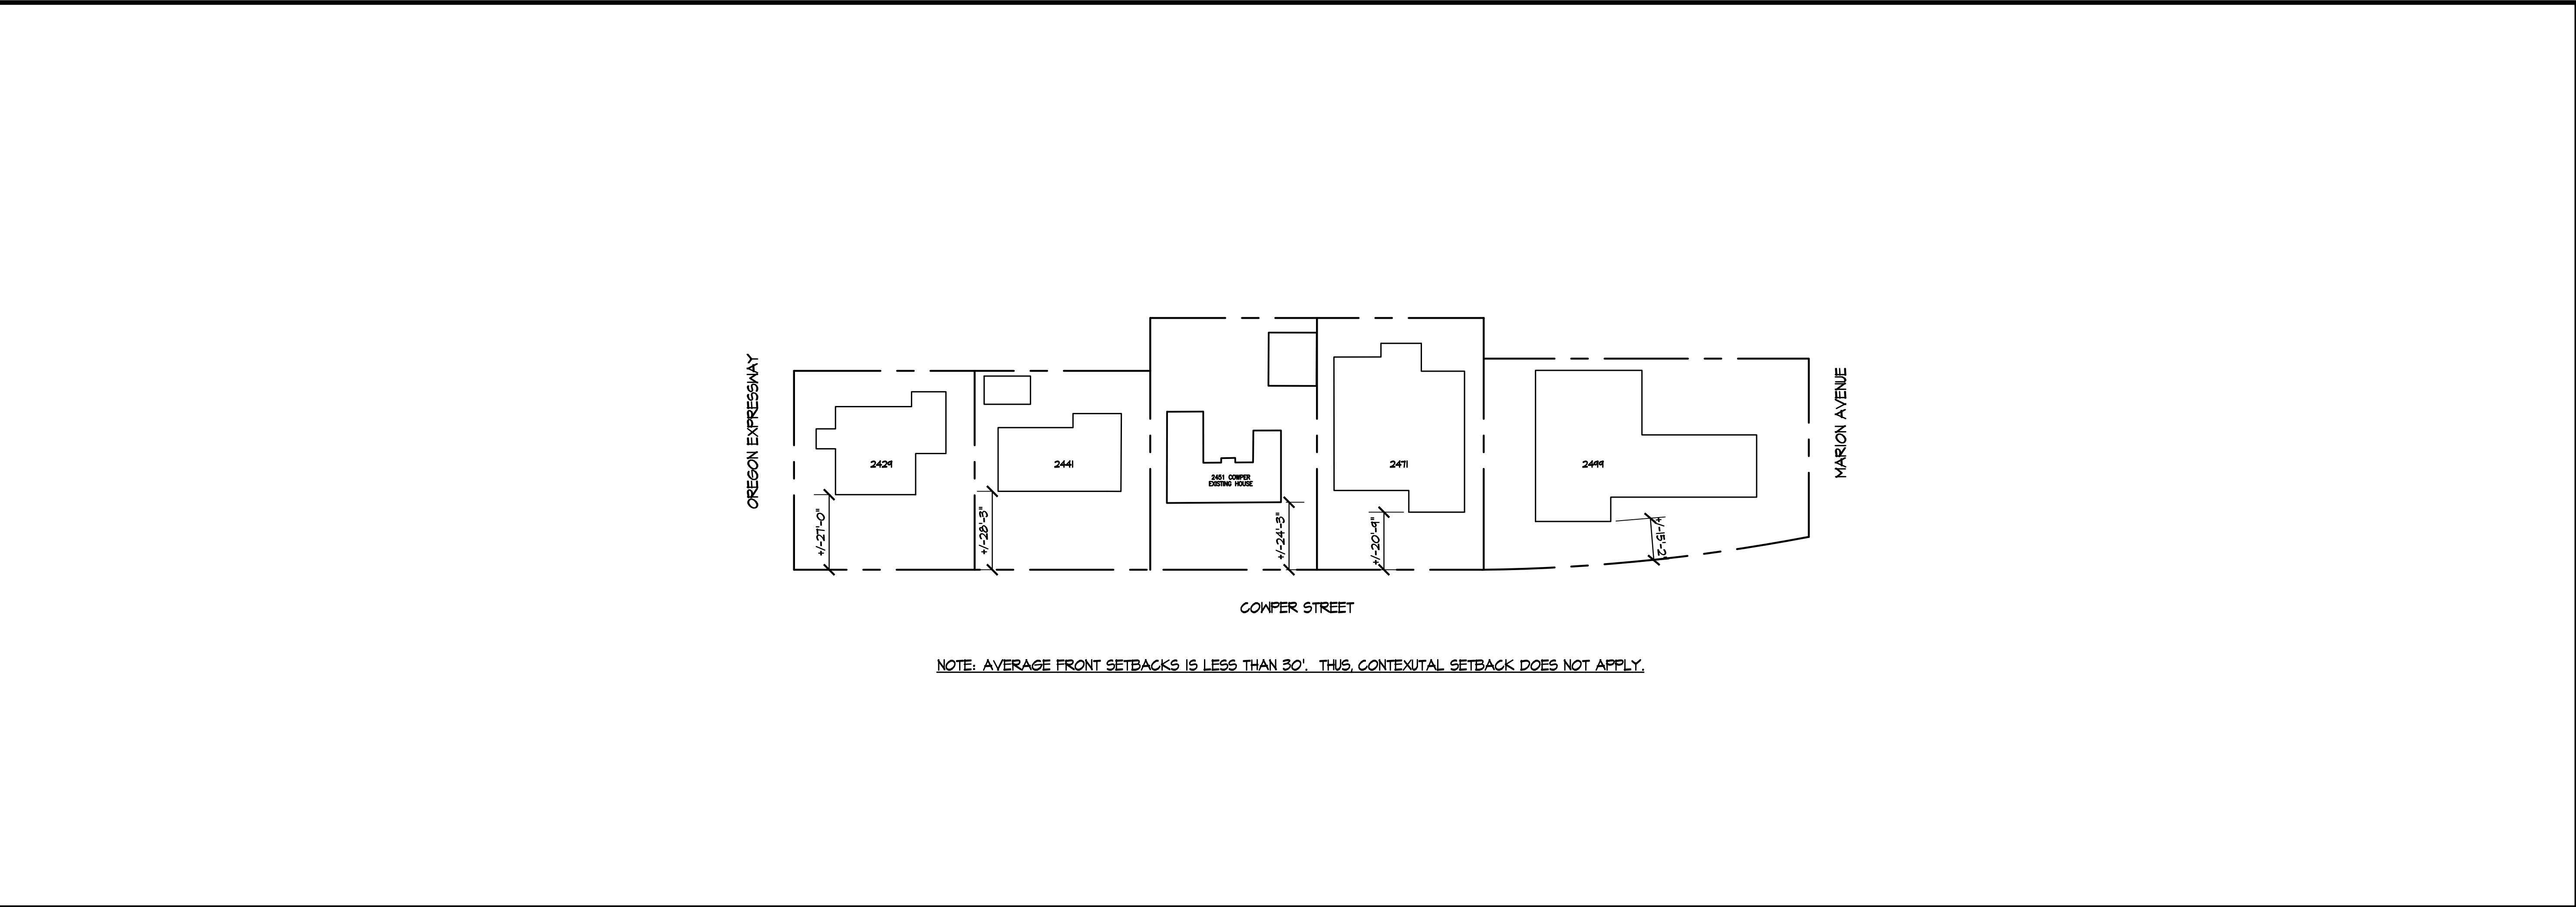 OREGON EXPRESSWAY
MARION AVENUE
2429
2441
2451 COWPER
EXISTING HOUSE
2471
2499
+/-27'-0"
+/-28'-3"
+/-24'-3"
+/-20'-9"
+/-15'-2"
COWPER STREET
NOTE: AVERAGE FRONT SETBACKS IS LESS THAN 30'. THUS, CONTEXUTAL SETBACK DOES NOT APPLY.